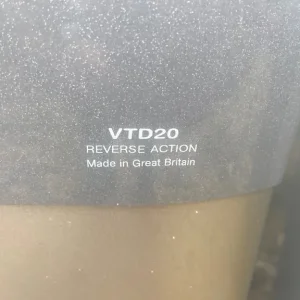 VTD20
REVERSE ACTION
Made in Great Britain